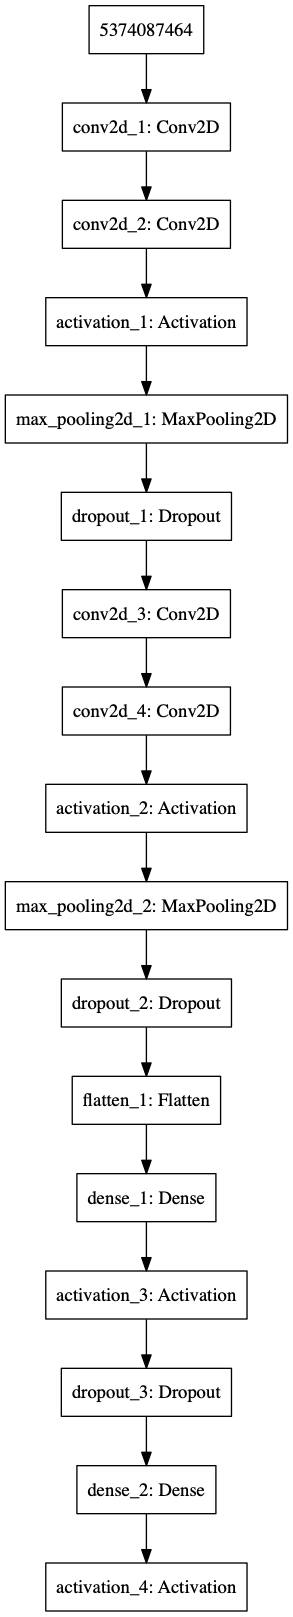 5374087464
conv2d_1: Conv2D
conv2d_2: Conv2D
activation_1: Activation
max_pooling2d_1: MaxPooling2D
dropout_1: Dropout
conv2d_3: Conv2D
conv2d_4: Conv2D
activation_2: Activation
max_pooling2d_2: MaxPooling2D
dropout_2: Dropout
flatten_1: Flatten
dense_1: Dense
activation_3: Activation
dropout_3: Dropout
dense_2: Dense
activation_4: Activation